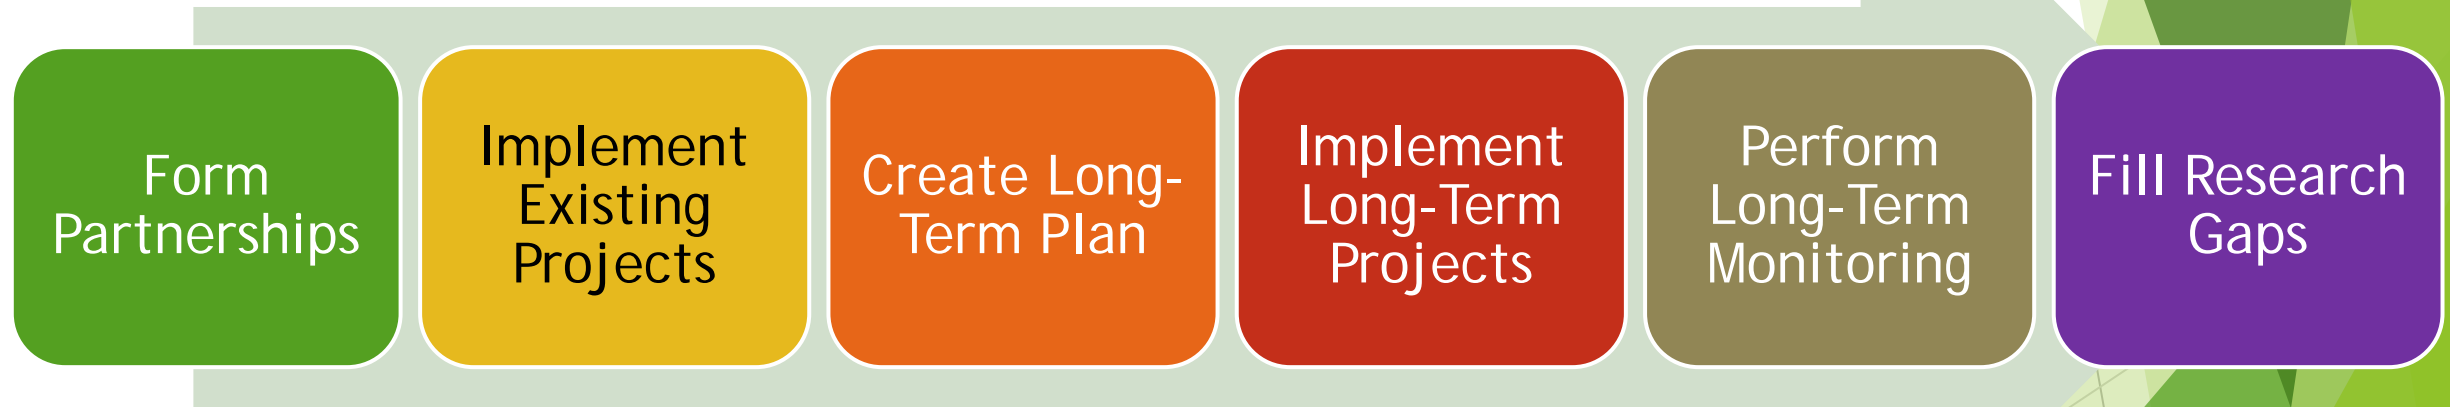 Form
Partnerships
Implement
Existing
Projects
Create Long-
Term Plan
Implement
Long-Term
Projects
Perform
Long-Term
Monitoring
Fill Research
Gaps